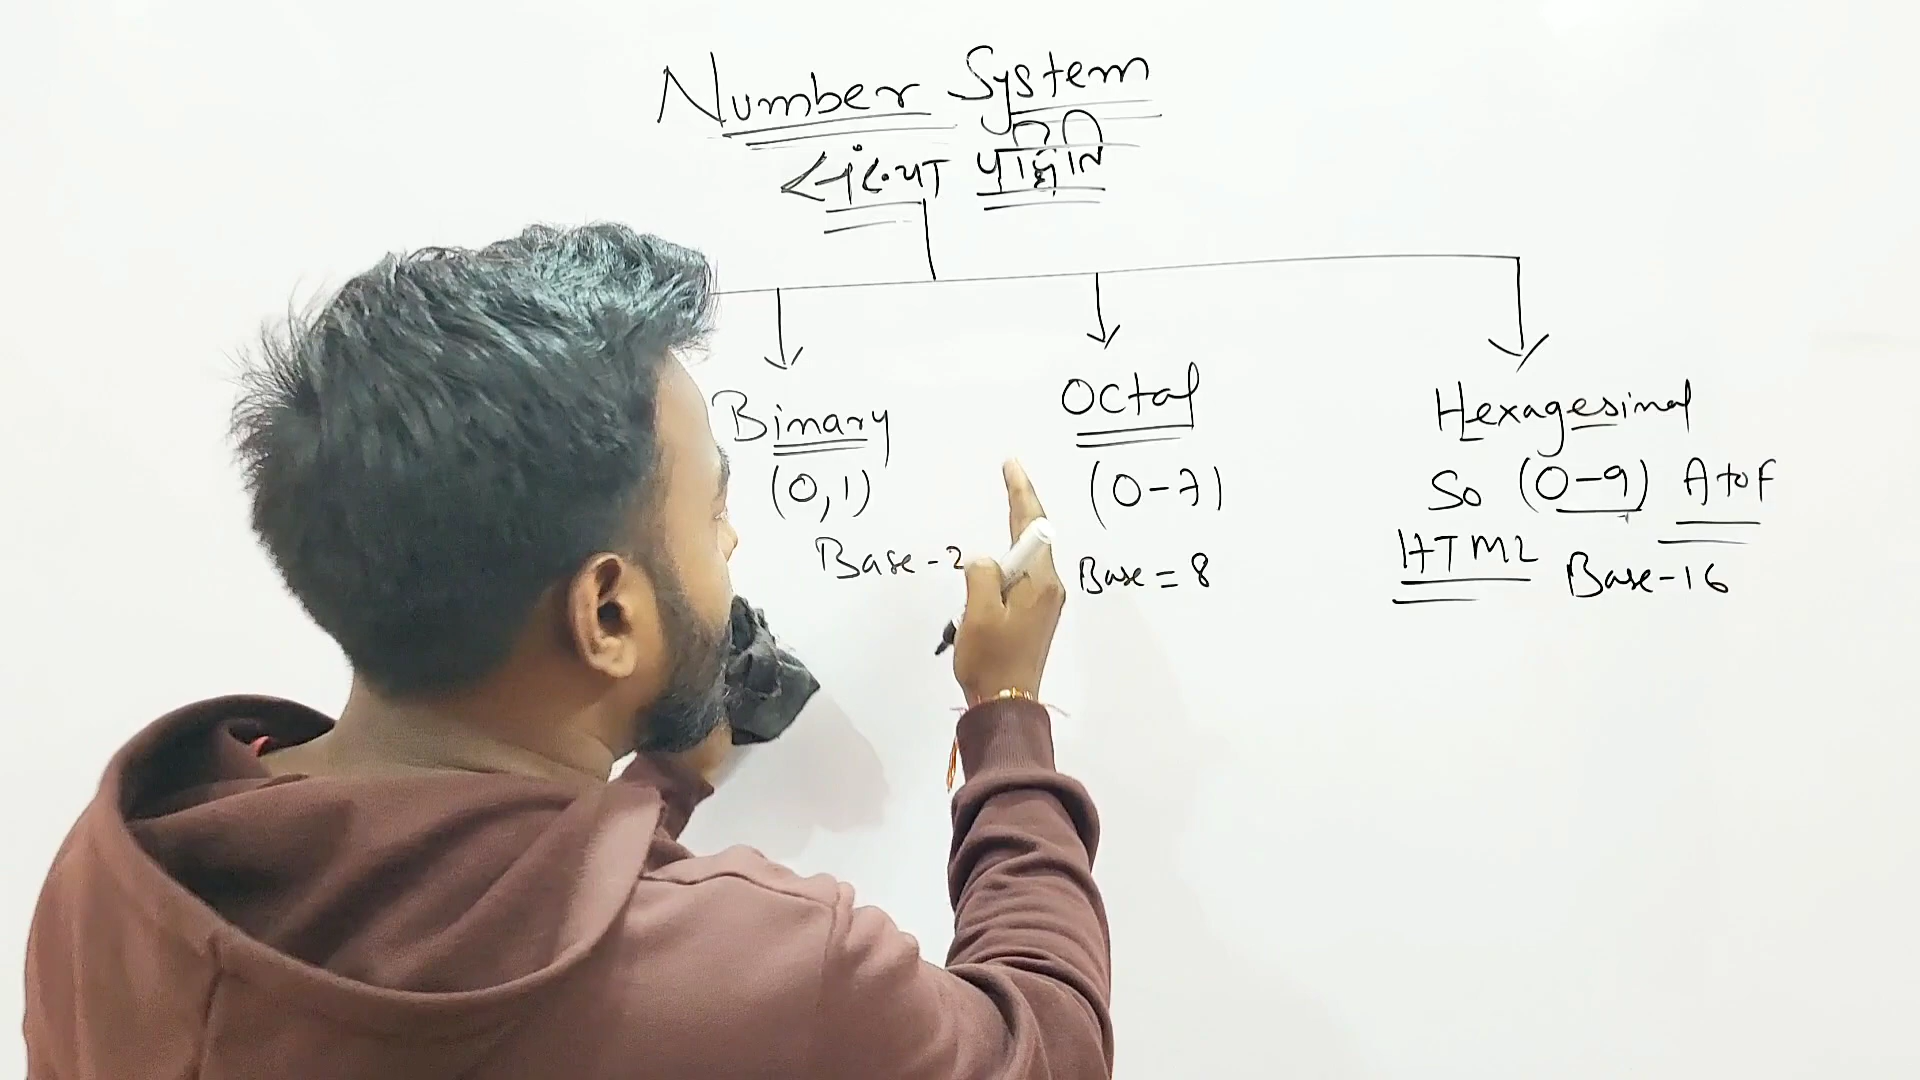 Number System
संख्या पद्धिति
Binary
(0,1)
Base-2
Octal
(0-7)
Base = 8
Hexagesimal
So (0-9) A to F
HTML Base-16